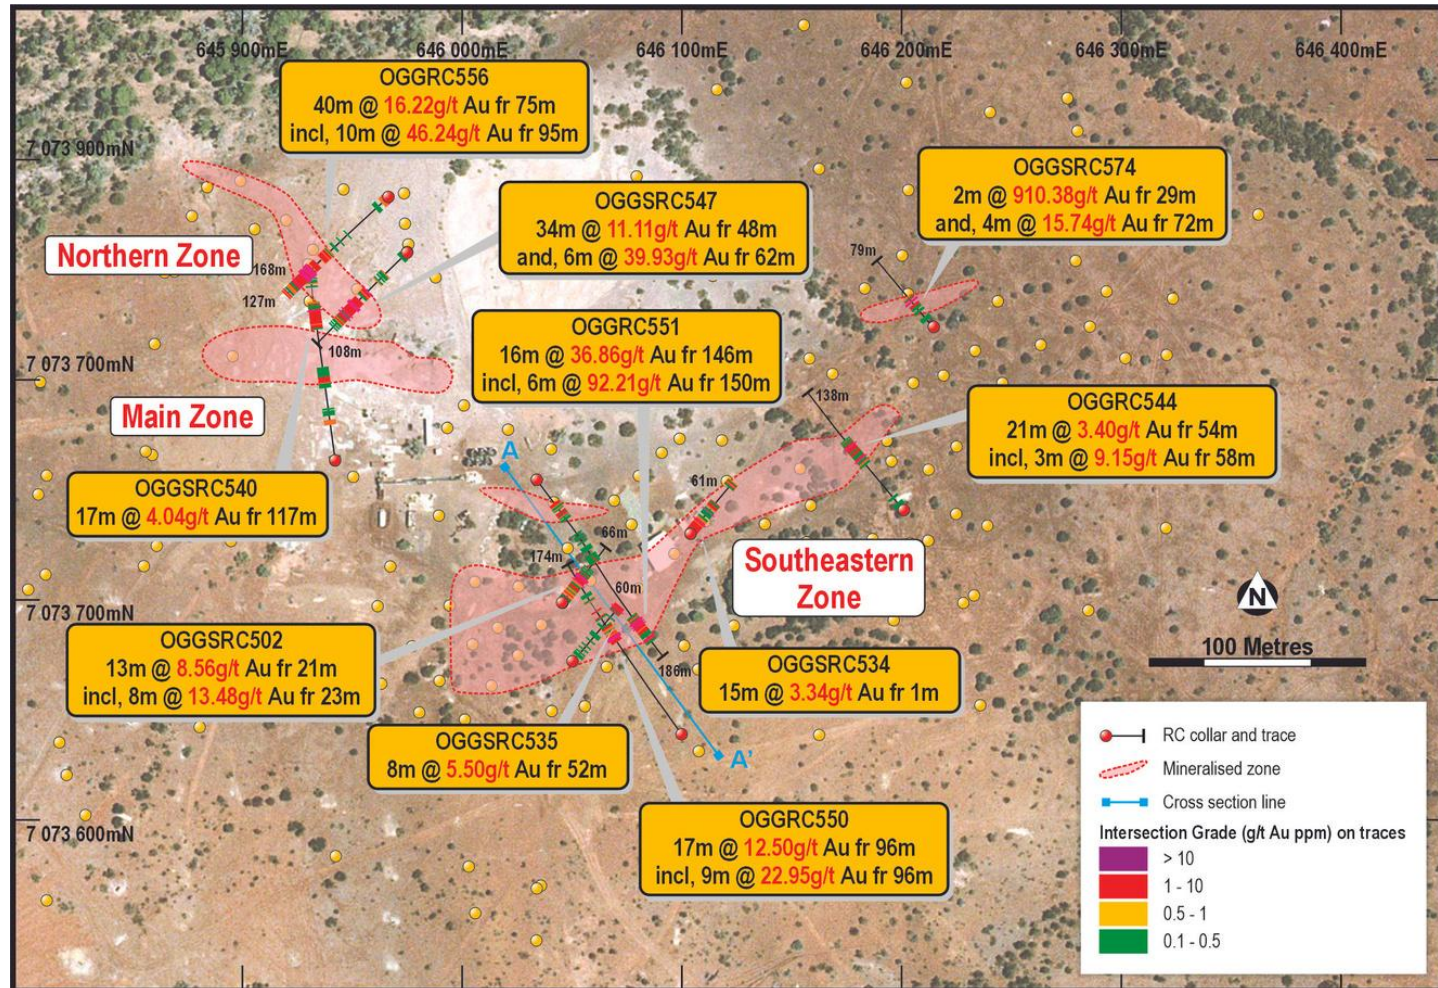 645 900mE
646 000mE
646 100mE
646 200mE
646 300mE
646 400mE
OGGRC556
40m @ 16.22g/t Au fr 75m
incl, 10m @ 46.24g/t Au fr 95m
7 073 900mN
OGGSRC574
2m @ 910.38g/t Au fr 29m
and, 4m @ 15.74g/t Au fr 72m
OGGSRC547
34m @ 11.11g/t Au fr 48m
and, 6m @ 39.93g/t Au fr 62m
Northern Zone
168m
127m
79m
OGGRC551
16m @ 36.86g/t Au fr 146m
incl, 6m @ 92.21g/t Au fr 150m
108m
7 073 700mN
Main Zone
138m
OGGRC544
21m @ 3.40g/t Au fr 54m
incl, 3m @ 9.15g/t Au fr 58m
A
OGGSRC540
17m @ 4.04g/t Au fr 117m
61m
66m
174m
Southeastern
Zone
60m
N
7 073 700mN
100 Metres
OGGSRC502
13m @ 8.56g/t Au fr 21m
incl, 8m @ 13.48g/t Au fr 23m
186m
OGGSRC534
15m @ 3.34g/t Au fr 1m
OGGSRC535
8m @ 5.50g/t Au fr 52m
A'
OGGRC550
17m @ 12.50g/t Au fr 96m
incl, 9m @ 22.95g/t Au fr 96m
7 073 600mN
RC collar and trace
Mineralised zone
Cross section line
Intersection Grade (g/t Au ppm) on traces
> 10
1 - 10
0.5 - 1
0.1 - 0.5